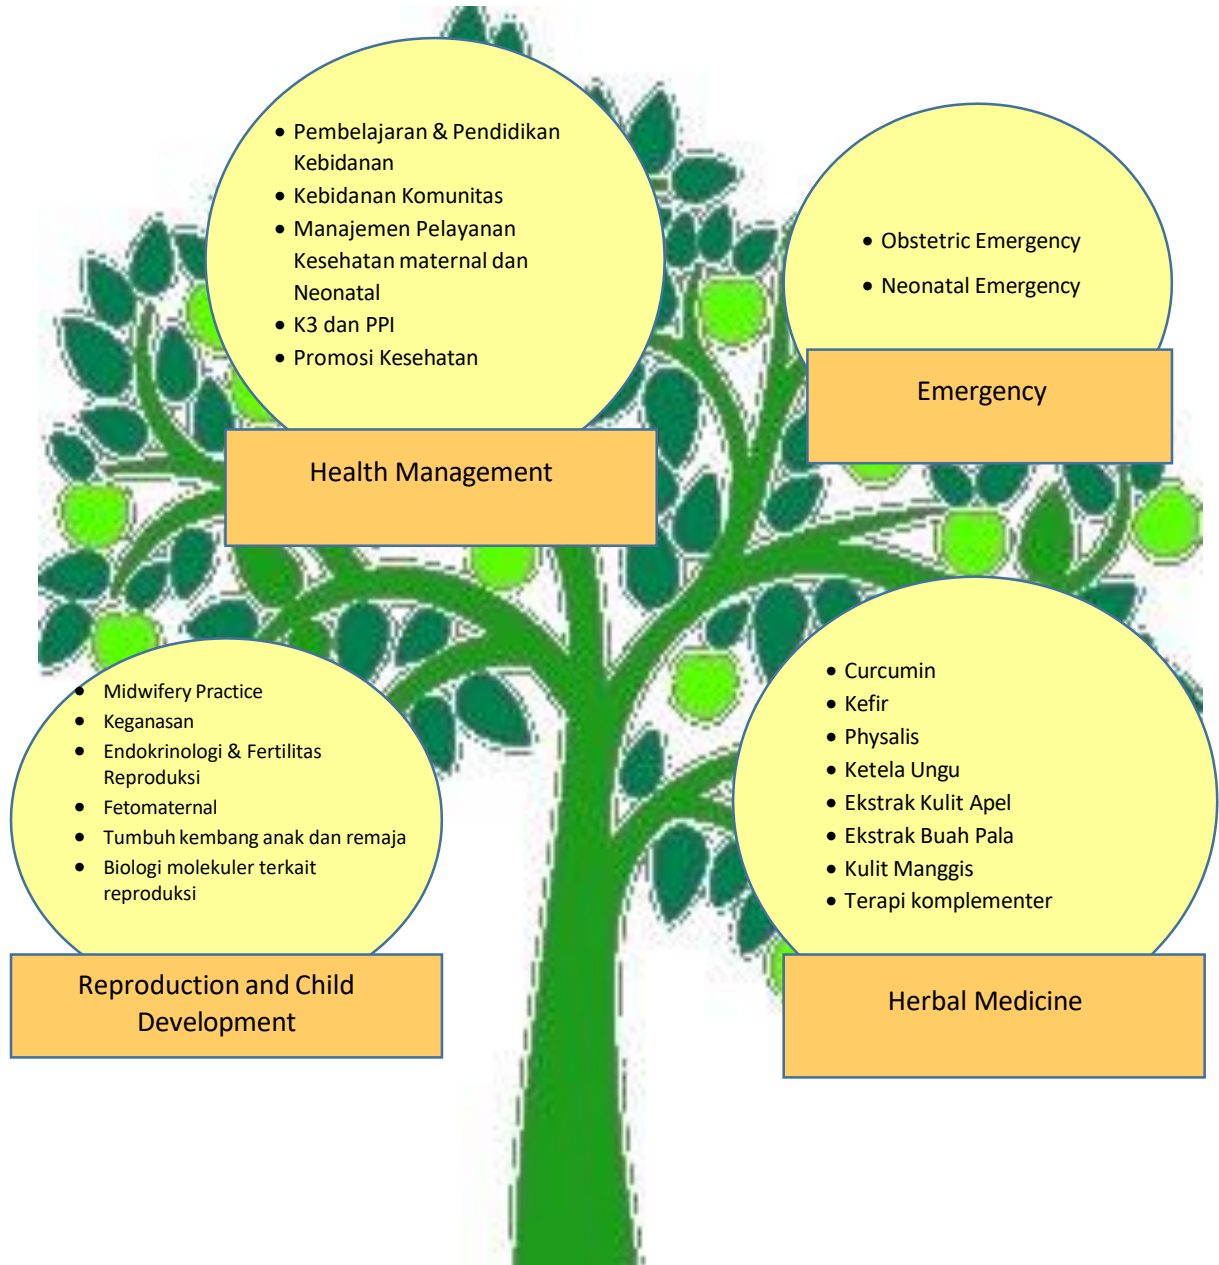 • Pembelajaran & Pendidikan
Kebidanan
• Kebidanan Komunitas
• Manajemen Pelayanan
Kesehatan maternal dan
Neonatal
• K3 dan PPI
• Promosi Kesehatan
Health Management
• Obstetric Emergency
• Neonatal Emergency
Emergency
• Midwifery Practice
• Keganasan
• Endokrinologi & Fertilitas
Reproduksi
• Fetomaternal
• Tumbuh kembang anak dan remaja
• Biologi molekuler terkait
reproduksi
Reproduction and Child
Development
• Curcumin
• Kefir
• Physalis
• Ketela Ungu
• Ekstrak Kulit Apel
• Ekstrak Buah Pala
• Kulit Manggis
• Terapi komplementer
Herbal Medicine